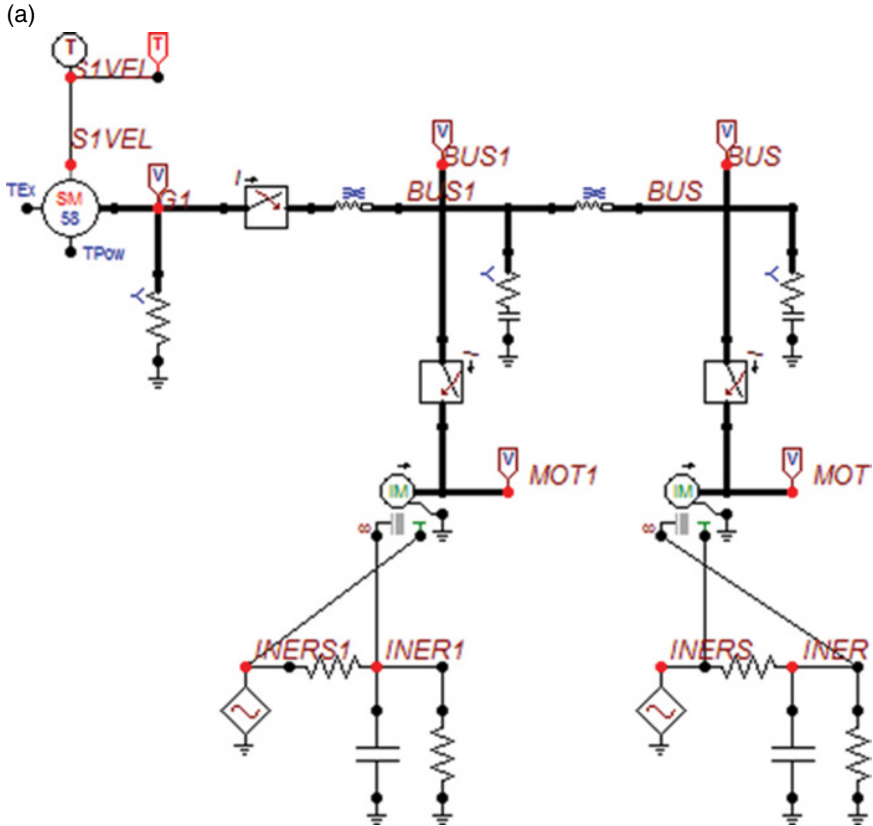 (a)
T
T
S1VEL
S1VEL
V
BUS1
V
BUS
TEx
SM
58
V
G1
I
BUS1
BUS
TPow
Y
Y
Y
I
I
IM
V
MOT1
IM
V
MOT
ω
T
ω
T
INERS1
INER1
INERS
INER